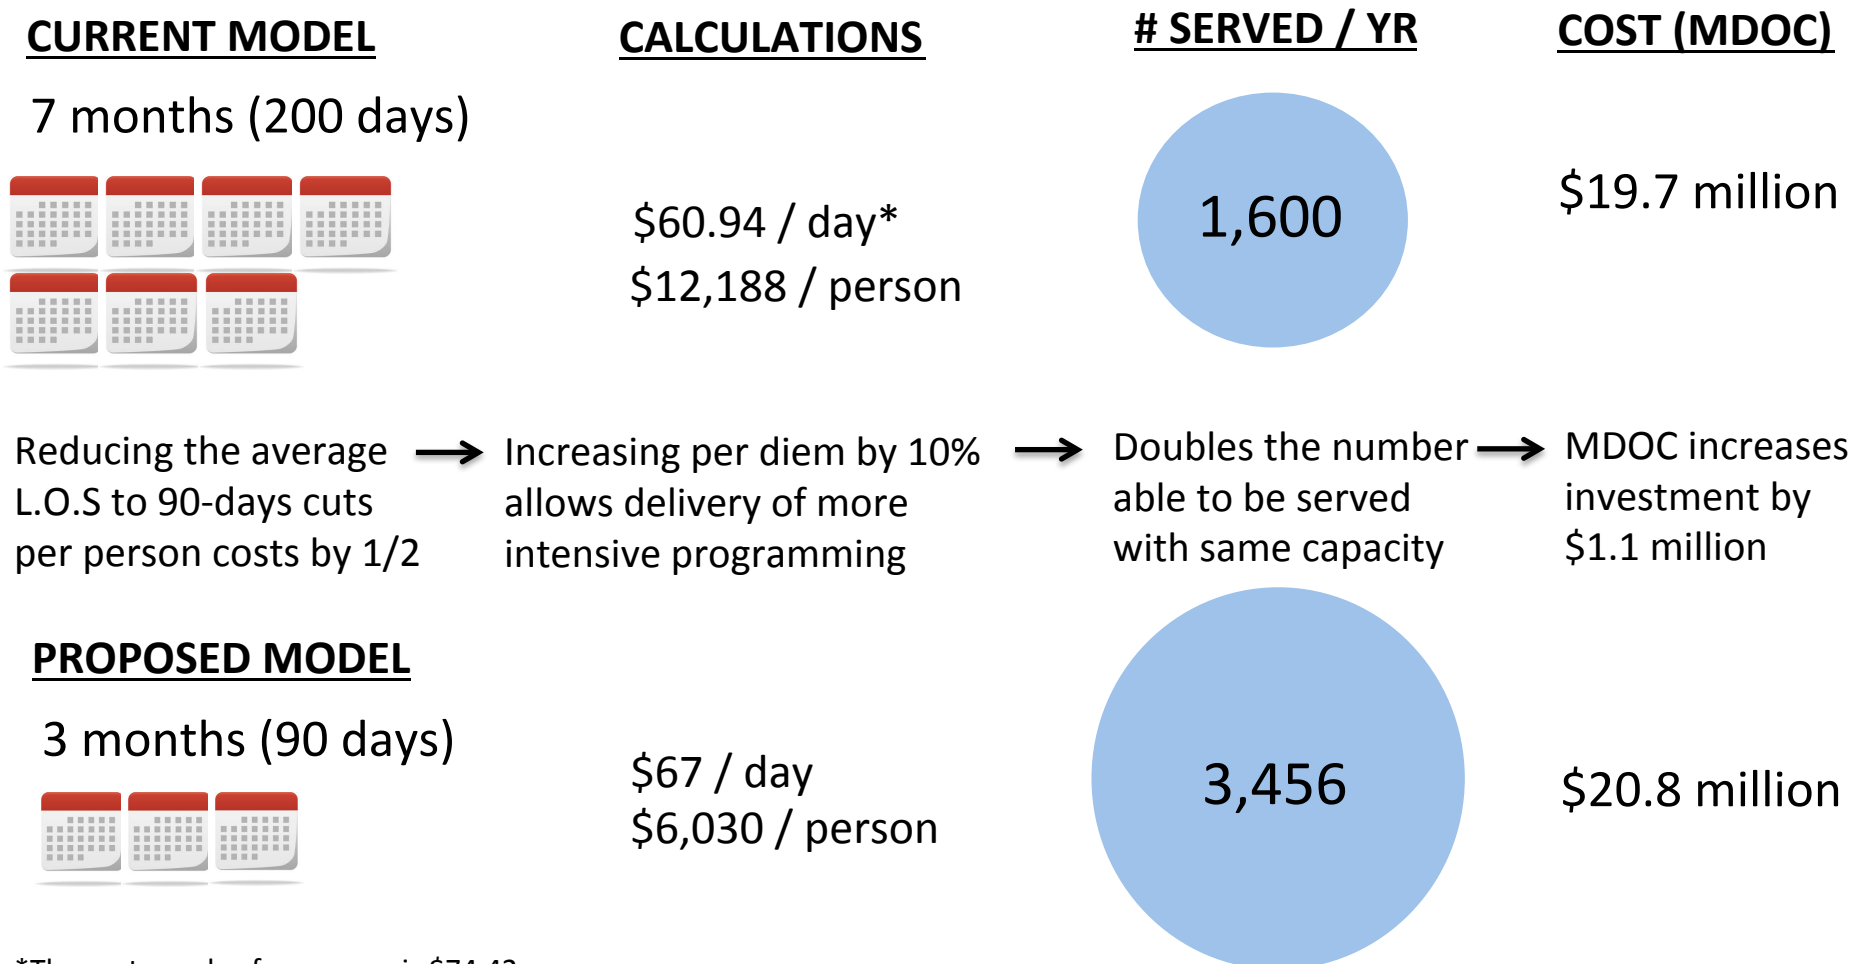 CURRENT MODEL
CALCULATIONS
# SERVED / YR
COST (MDOC)
7 months (200 days)
$60.94 / day*
$12,188 / person
1,600
$19.7 million
Reducing the average
L.O.S to 90-days cuts
per person costs by 1/2
Increasing per diem by 10%
allows delivery of more
intensive programming
Doubles the number
able to be served
with same capacity
MDOC increases
investment by
$1.1 million
PROPOSED MODEL
3 months (90 days)
$67 / day
$6,030 / person
3,456
$20.8 million